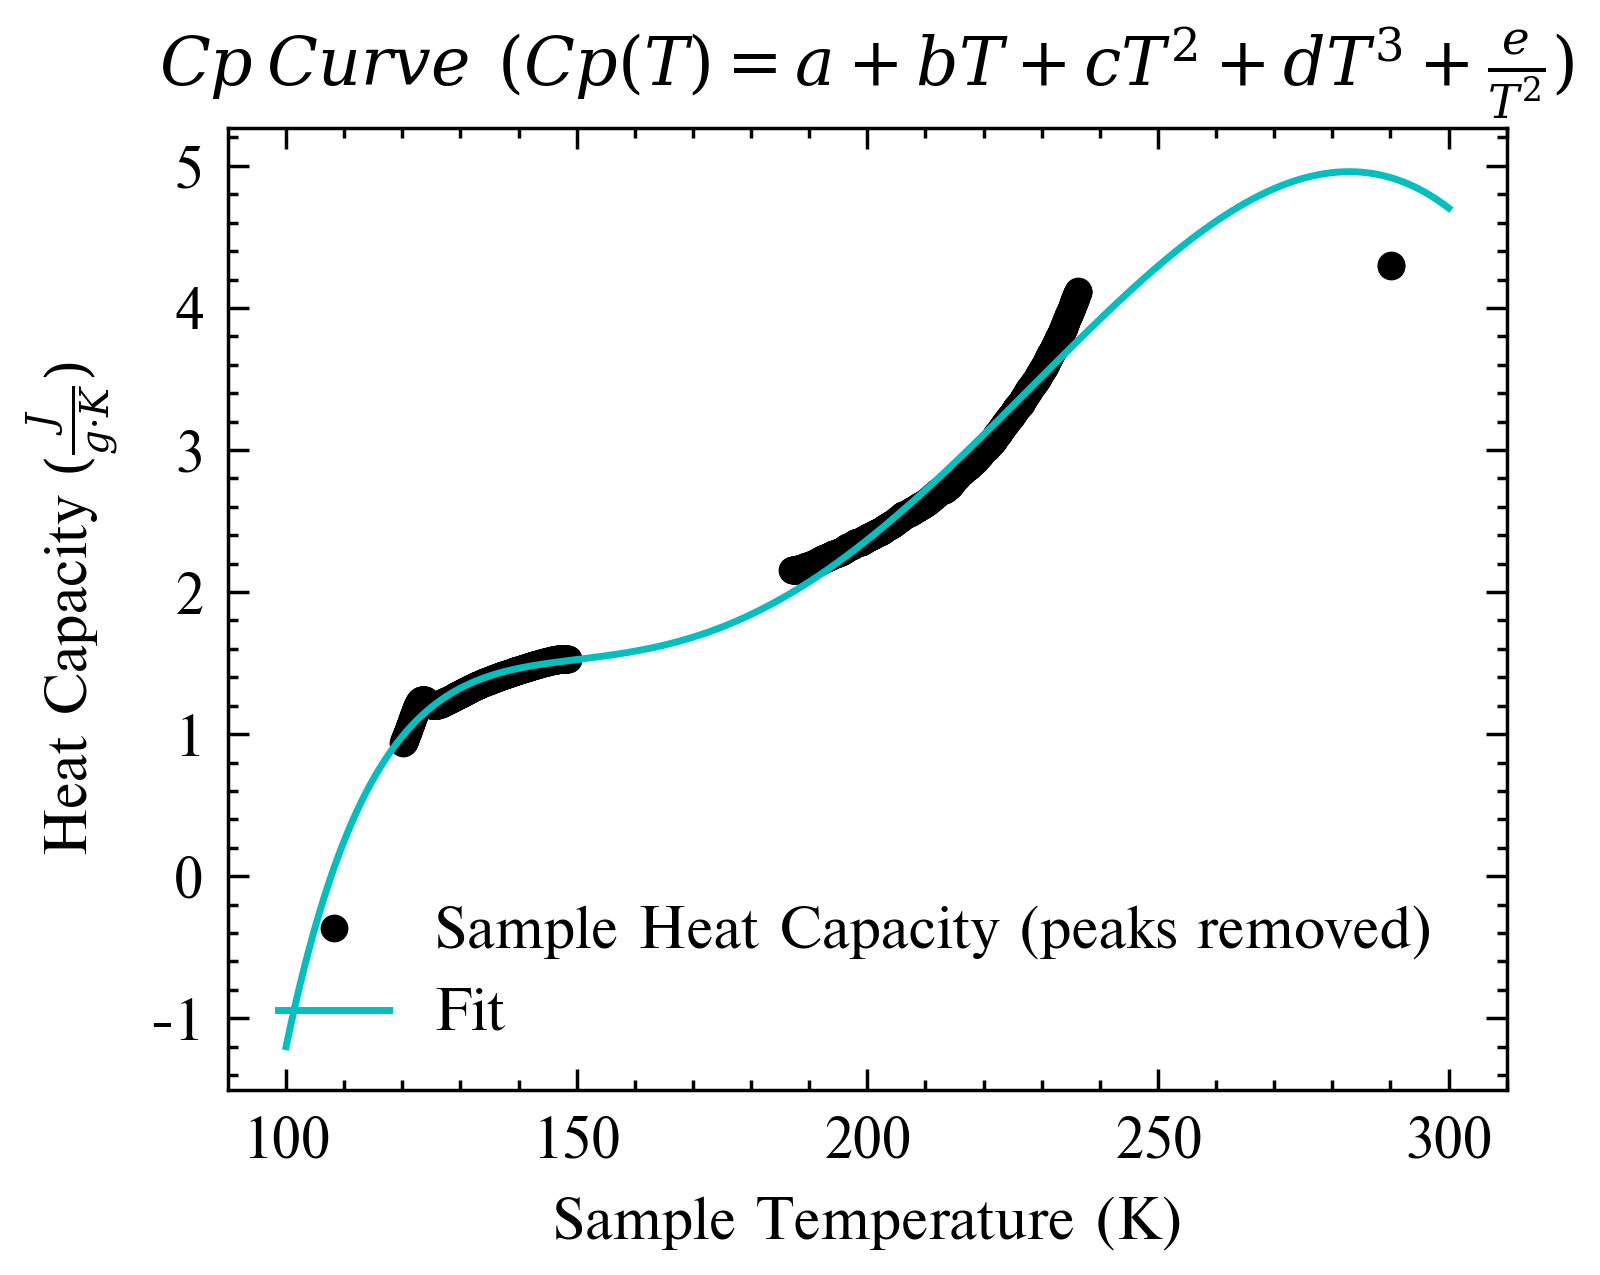 Cp Curve (Cp(T) = a + bT + cT² + dT³ + e/T²)
Heat Capacity (J/g·K)
5
4
3
2
1
0
-1
Sample Heat Capacity (peaks removed)
Fit
100 150 200 250 300
Sample Temperature (K)